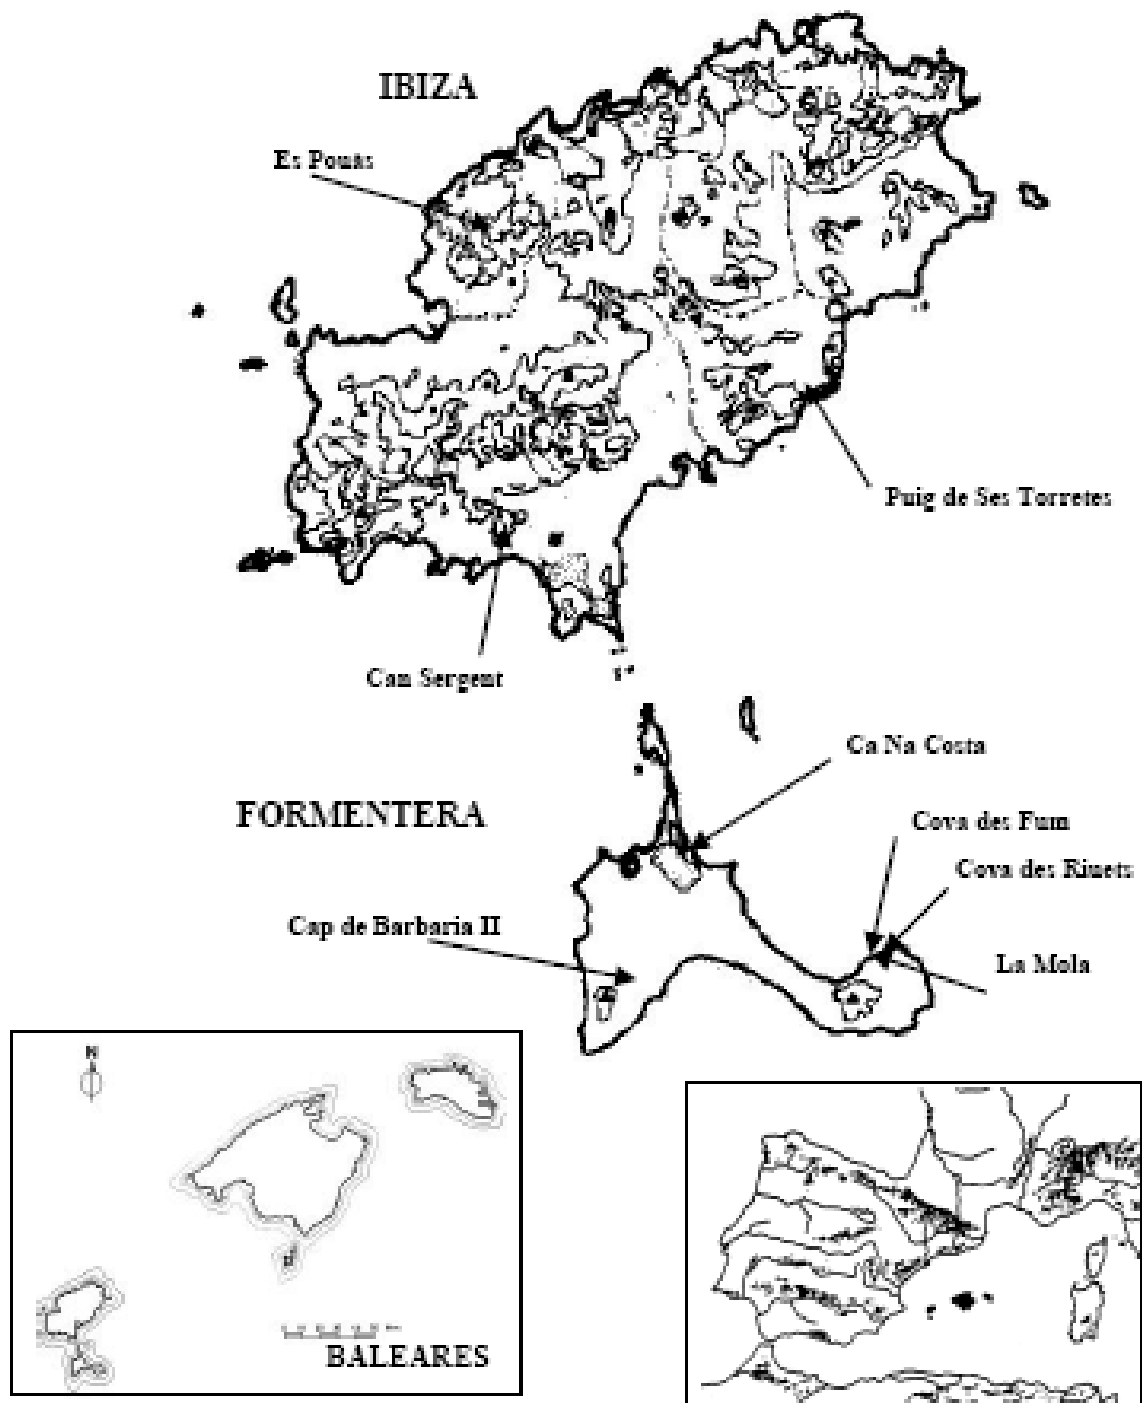 IBIZA
Es Pouàs
Puig de Ses Torretes
Can Sergent
Ca Na Costa
FORMENTERA
Cova des Fum
Cova des Riuets
Cap de Barbaria II
La Mola
N
BALEARES